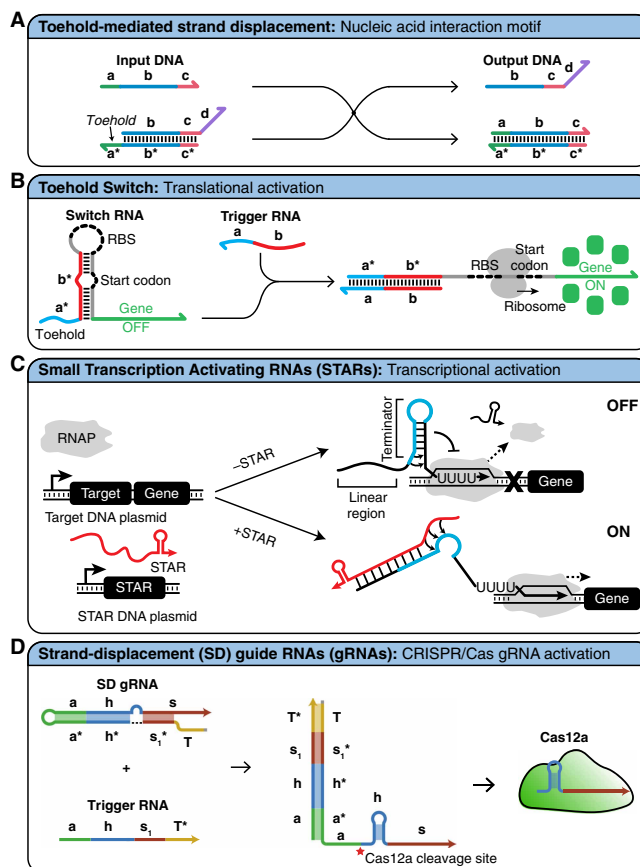 A Toehold-mediated strand displacement: Nucleic acid interaction motif
Input DNA
a b c
b c d
Toehold
a* b* c*
Output DNA
b c d
a b c
a* b* c*
B Toehold Switch: Translational activation
Switch RNA
RBS
b*
Start codon
a*
Gene
OFF
Toehold
Trigger RNA
a b
a* b*
a b
RBS
Start
codon
Gene
ON
Ribosome
C Small Transcription Activating RNAs (STARs): Transcriptional activation
RNAP
Target Gene
Target DNA plasmid
STAR
STAR
STAR DNA plasmid
–STAR
+STAR
OFF
Terminator
Linear
region
UUUU
Gene
ON
UUUU
Gene
D Strand-displacement (SD) guide RNAs (gRNAs): CRISPR/Cas gRNA activation
SD gRNA
a h s
a* h* s1* T
+
Trigger RNA
a h s1 T*
T* T
s1 s1*
h h*
a a*
a h s
Cas12a cleavage site
Cas12a